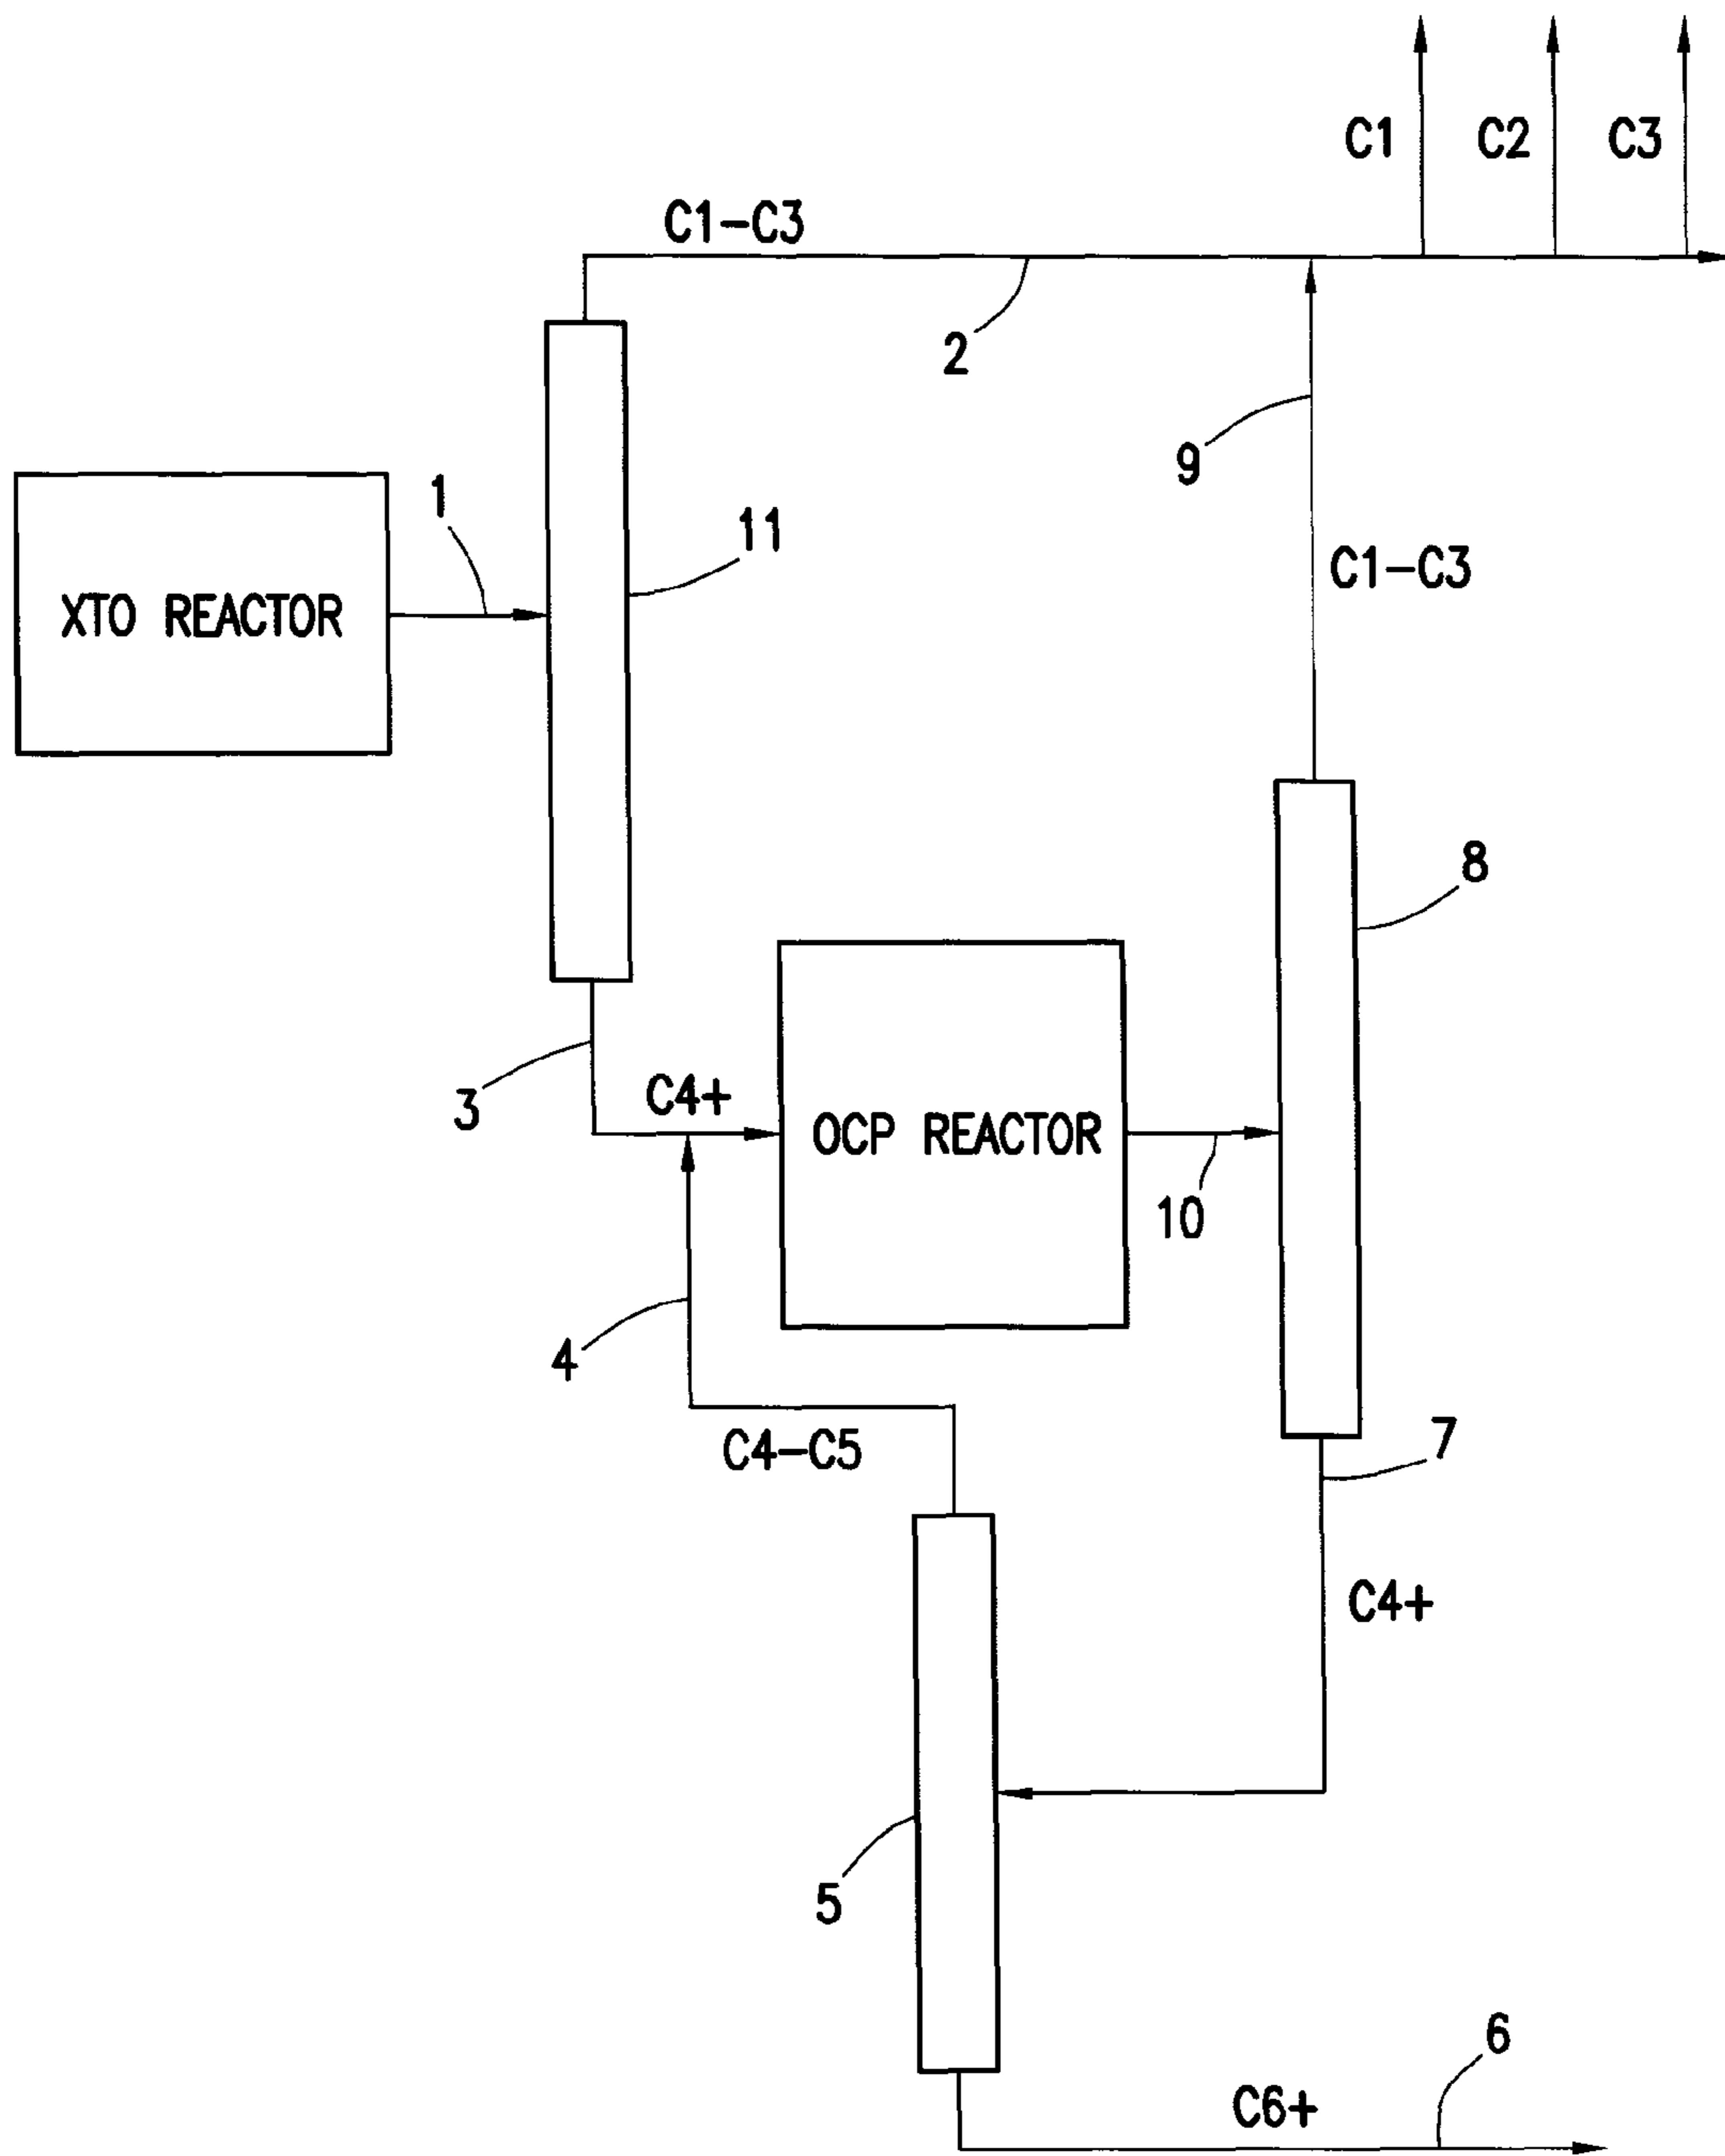 C1 C2 C3
C1-C3
2
9
1
11
C1-C3
XTO REACTOR
8
3
C4+
OCP REACTOR
10
4
C4-C5
7
C4+
5
6
C6+